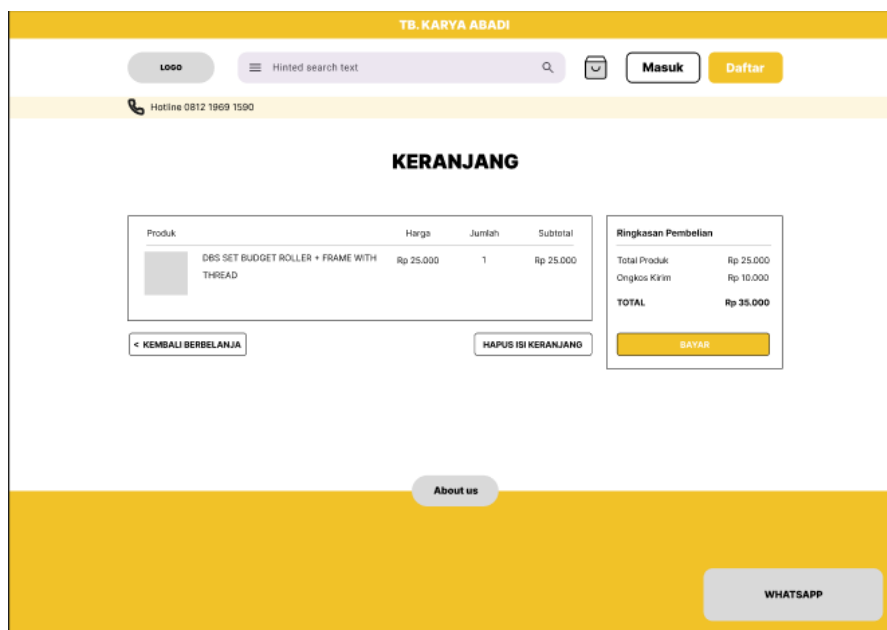 TB. KARYA ABADI
LOGO
Hinted search text
Masuk
Daftar
Hotline 0812 1969 1590
KERANJANG
Produk Harga Jumlah Subtotal
DBS SET BUDGET ROLLER + FRAME WITH Rp 25.000 1 Rp 25.000
THREAD
< KEMBALI BERBELANJA
HAPUS ISI KERANJANG
Ringkasan Pembelian
Total Produk Rp 25.000
Ongkos Kirim Rp 10.000
TOTAL Rp 35.000
BAYAR
About us
WHATSAPP